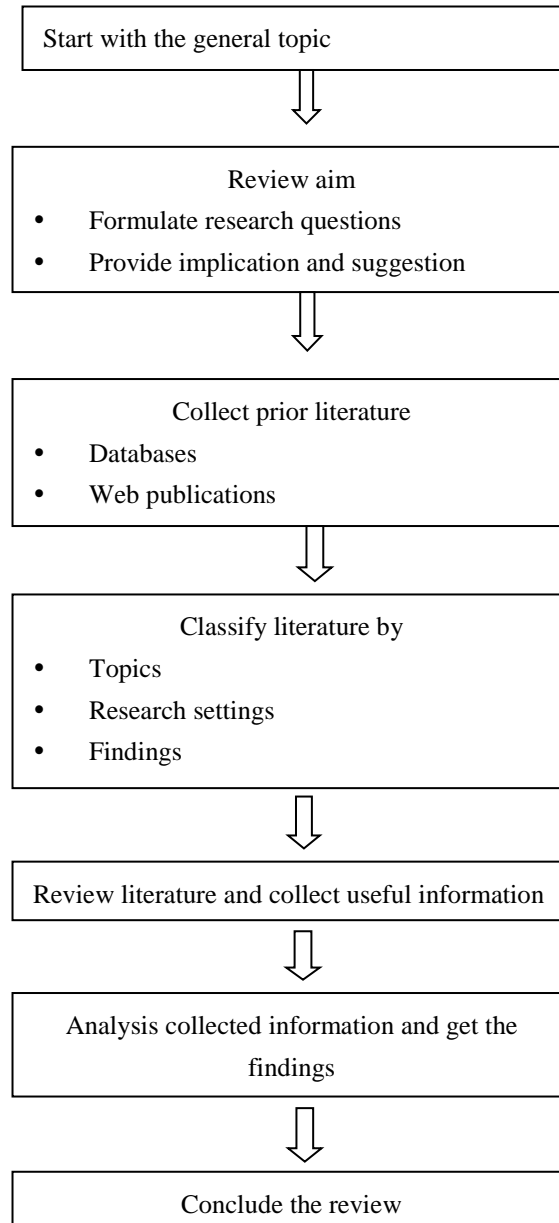 Start with the general topic
Review aim
• Formulate research questions
• Provide implication and suggestion
Collect prior literature
• Databases
• Web publications
Classify literature by
• Topics
• Research settings
• Findings
Review literature and collect useful information
Analysis collected information and get the
findings
Conclude the review